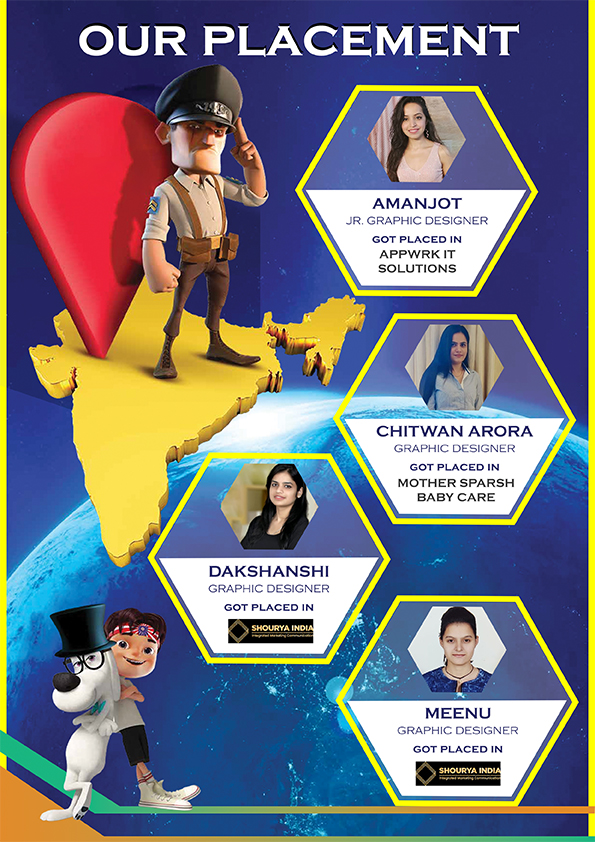 OUR PLACEMENT
AMANJOT
JR. GRAPHIC DESIGNER
GOT PLACED IN
APPWRK IT
SOLUTIONS
CHITWAN ARORA
GRAPHIC DESIGNER
GOT PLACED IN
MOTHER SPARSH
BABY CARE
DAKSHANSHI
GRAPHIC DESIGNER
GOT PLACED IN
SHOURYA INDIA
Integrated Marketing Communication
MEENU
GRAPHIC DESIGNER
GOT PLACED IN
SHOURYA INDIA
Integrated Marketing Communication